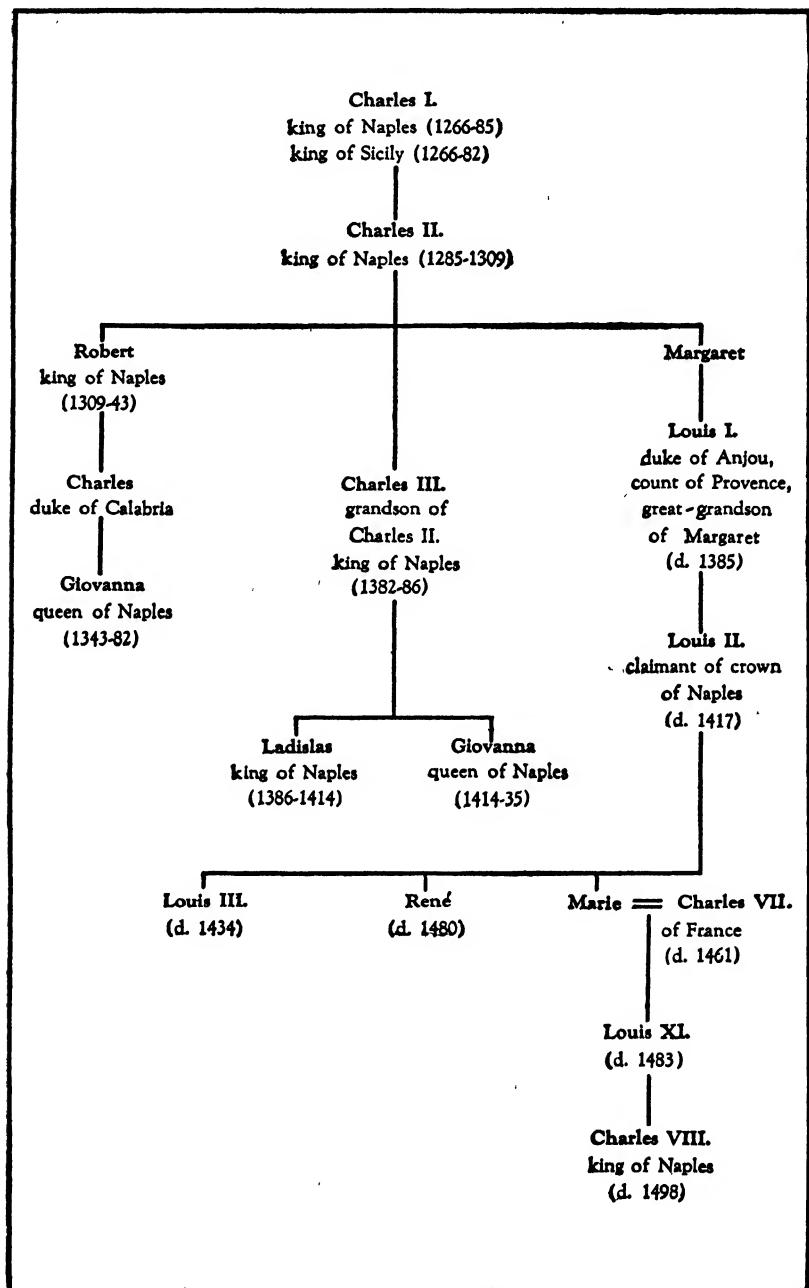 Charles I.
king of Naples (1266-85)
king of Sicily (1266-82)
Charles II.
king of Naples (1285-1309)
Robert
king of Naples
(1309-43)
Charles
duke of Calabria
Giovanna
queen of Naples
(1343-82)
Charles III.
grandson of
Charles II.
king of Naples
(1382-86)
Margaret
Louis I.
duke of Anjou,
count of Provence,
great-grandson
of Margaret
(d. 1385)
Louis II.
claimant of crown
of Naples
(d. 1417)
Ladislas
king of Naples
(1386-1414)
Giovanna
queen of Naples
(1414-35)
Louis III.
(d. 1434)
René
(d. 1480)
Marie = Charles VII.
of France
(d. 1461)
Louis XI.
(d. 1483)
Charles VIII.
king of Naples
(d. 1498)